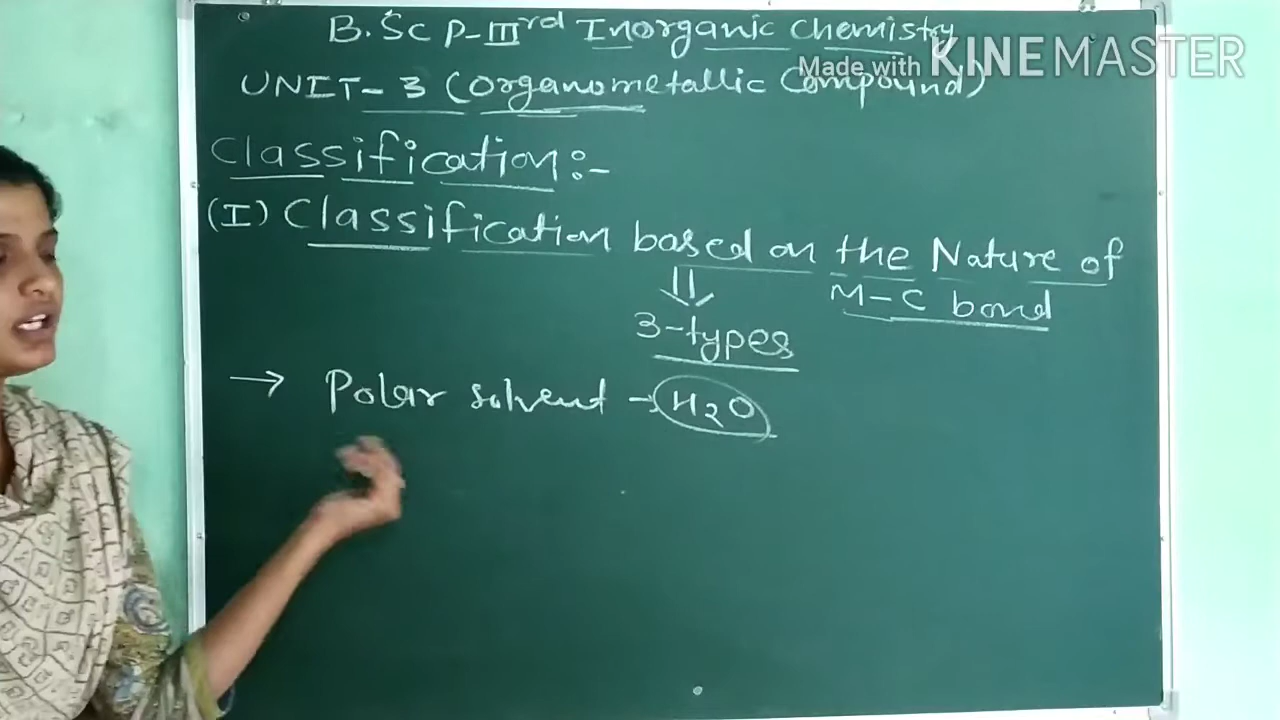 B.Sc P-IIIrd Inorganic Chemistry
Made with KINEMASTER
UNIT-3 (Organometallic Compound)
Classification:-
(I) Classification based on the Nature of
M-C bond
3-types
→ Polar solvent → H2O